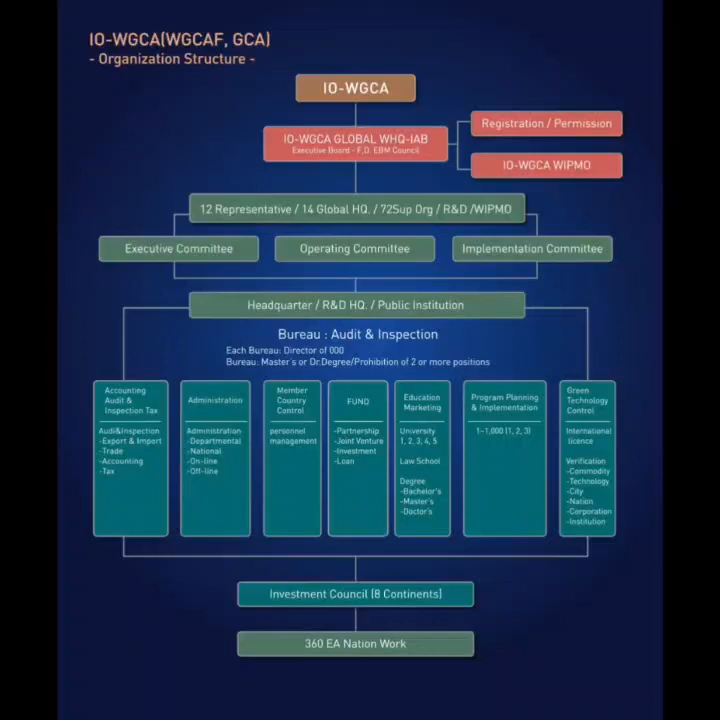 IO-WGCA(WGCAF, GCA)
- Organization Structure -
IO-WGCA
IO-WGCA GLOBAL WHQ-IAB
Executive Board - F,D, EBM Council
Registration / Permission
IO-WGCA WIPMO
12 Representative / 14 Global HQ. / 72Sup Org / R&D /WIPMO
Executive Committee
Operating Committee
Implementation Committee
Headquarter / R&D HQ. / Public Institution
Bureau : Audit & Inspection
Each Bureau: Director of 000
Bureau: Master's or Dr.Degree/Prohibition of 2 or more positions
Accounting
Audit &
Inspection Tax
Audi&Inspection
-Export & Import
-Trade
-Accounting
-Tax
Administration
Administration
-Departmental
-National
-On-line
-Off-line
Member
Country
Control
personnel
management
FUND
-Partnership
-Joint Venture
-Investment
-Loan
Education
Marketing
University
1, 2, 3, 4, 5
Law School
Degree
-Bachelor's
-Master's
-Doctor's
Program Planning
& Implementation
1~1,000 (1, 2, 3)
Green
Technology
Control
International
licence
Verification
-Commodity
-Technology
-City
-Nation
-Corporation
-Institution
Investment Council (8 Continents)
360 EA Nation Work